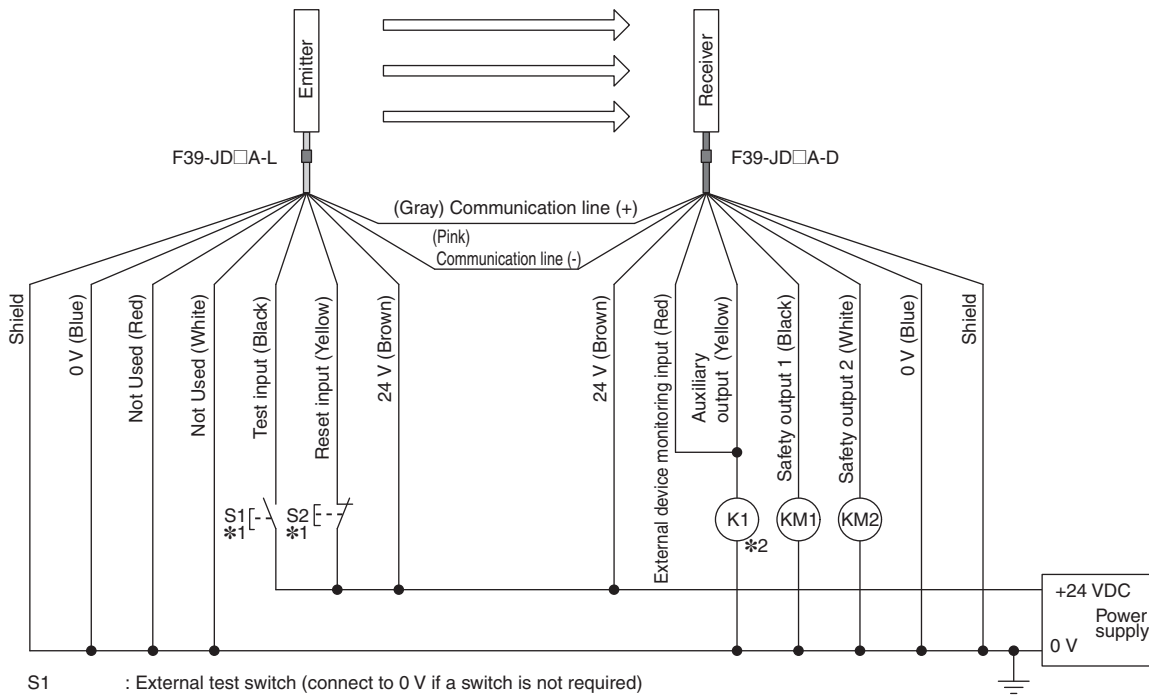 Emitter
Receiver
F39-JD□A-L
F39-JD□A-D
(Gray) Communication line (+)
(Pink)
Communication line (-)
Shield
0 V (Blue)
Not Used (Red)
Not Used (White)
Test input (Black)
Reset input (Yellow)
24 V (Brown)
24 V (Brown)
External device monitoring input (Red)
Auxiliary
output (Yellow)
Safety output 1 (Black)
Safety output 2 (White)
0 V (Blue)
Shield
S1
✱1
S2
✱1
K1
✱2
KM1
KM2
+24 VDC
Power
supply
0 V
S1 : External test switch (connect to 0 V if a switch is not required)